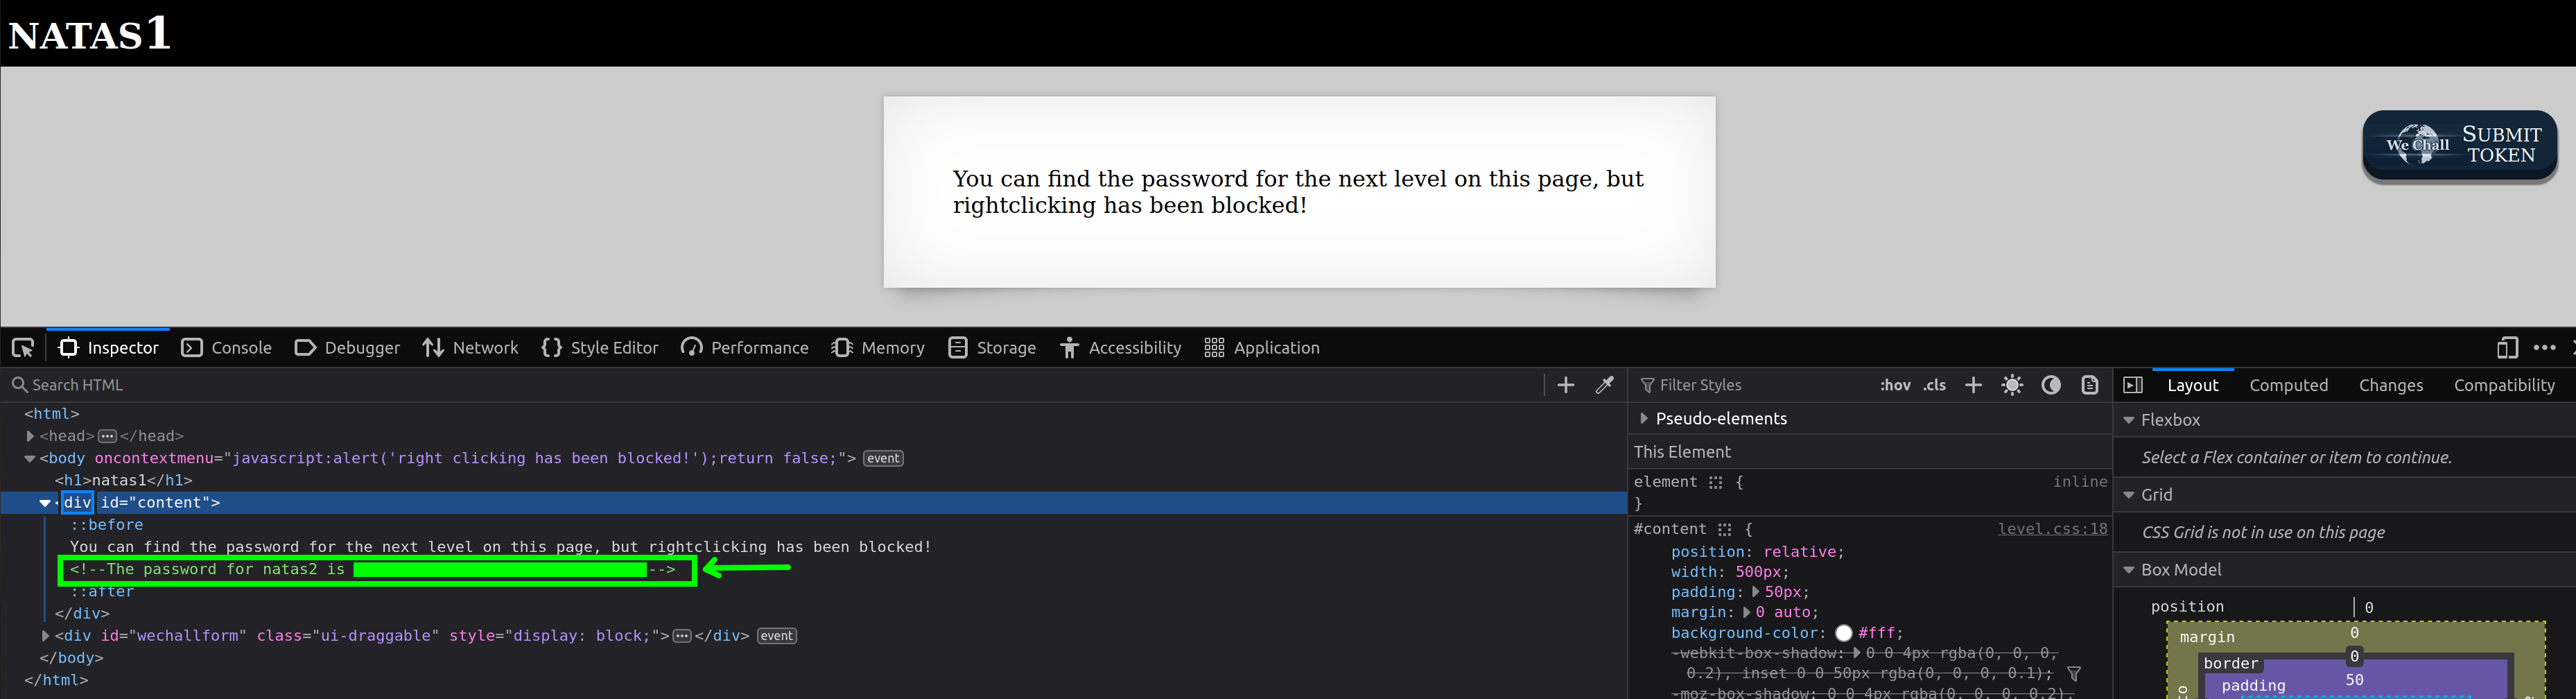 NATAS1
You can find the password for the next level on this page, but
rightclicking has been blocked!
We Chall
SUBMIT
TOKEN
Inspector Console Debugger Network Style Editor Performance Memory Storage Accessibility Application
Search HTML
<html>
<head></head>
<body oncontextmenu="javascript:alert('right clicking has been blocked!');return false;"> event
<h1>natas1</h1>
<div id="content">
::before
You can find the password for the next level on this page, but rightclicking has been blocked!
<!--The password for natas2 is -->
::after
</div>
<div id="wechallform" class="ui-draggable" style="display: block;"></div> event
</body>
</html>
Filter Styles :hov .cls
Pseudo-elements
This Element
element { inline
}
#content { level.css:18
position: relative;
width: 500px;
padding: 50px;
margin: 0 auto;
background-color: #fff;
-webkit-box-shadow: 0 0 4px rgba(0, 0, 0,
0.2), inset 0 0 50px rgba(0, 0, 0, 0.1);
-moz-box-shadow: 0 0 4px rgba(0, 0, 0, 0.2),
Layout Computed Changes Compatibility
Flexbox
Select a Flex container or item to continue.
Grid
CSS Grid is not in use on this page
Box Model
position 0
margin 0
border 0
padding 50